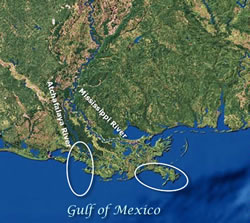 Atchafalaya River
Mississippi River
Gulf of Mexico